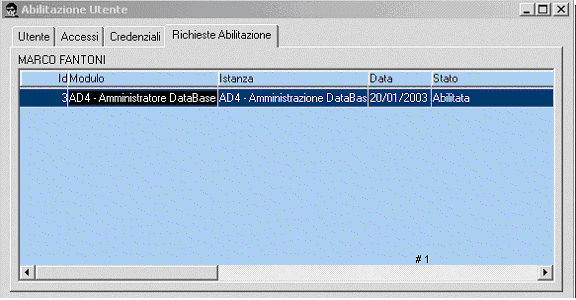 Abilitazione Utente
Utente Accessi Credenziali Richieste Abilitazione
MARCO FANTONI
Id Modulo Istanza Data Stato
3 AD4 - Amministratore DataBase AD4 - Amministrazione DataBas 20/01/2003 Abilitata
# 1